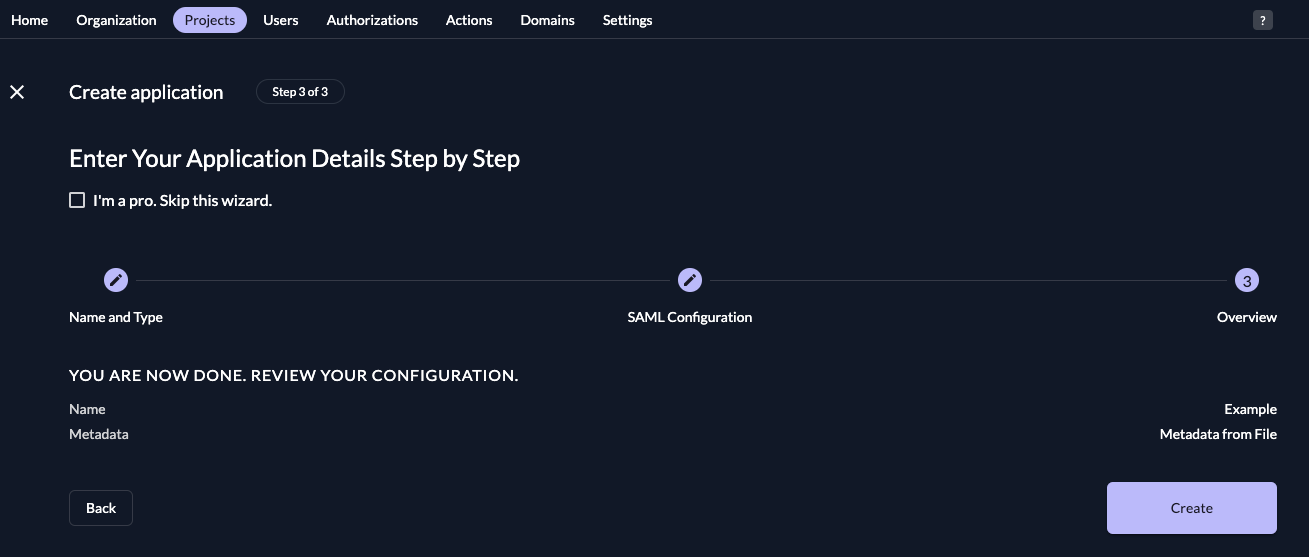 Home Organization Projects Users Authorizations Actions Domains Settings ?
Create application Step 3 of 3
Enter Your Application Details Step by Step
I'm a pro. Skip this wizard.
3
Name and Type SAML Configuration Overview
YOU ARE NOW DONE. REVIEW YOUR CONFIGURATION.
Name Example
Metadata Metadata from File
Back Create